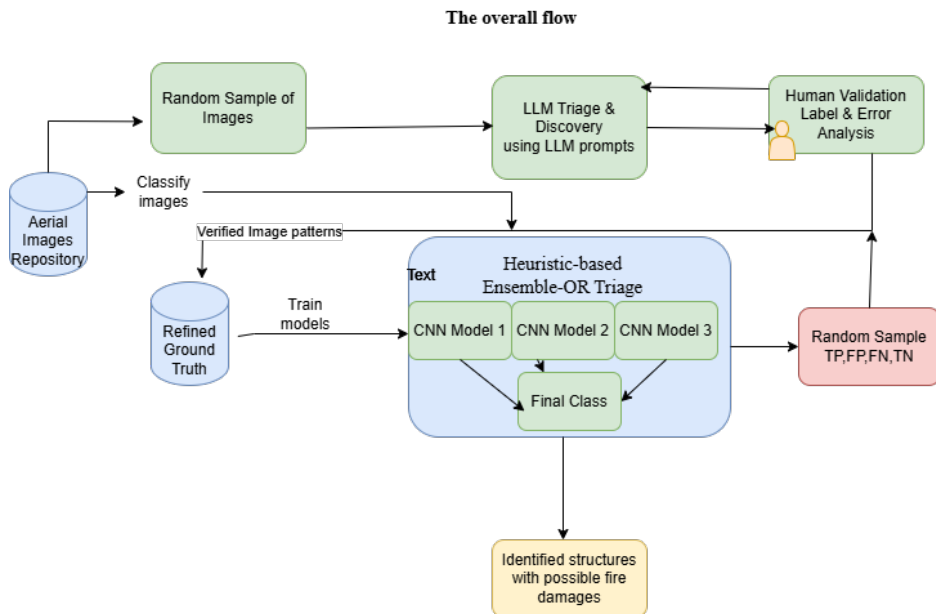 The overall flow
Random Sample of
Images
LLM Triage &
Discovery
using LLM prompts
Human Validation
Label & Error
Analysis
Classify
images
Aerial
Images
Repository
Verified Image patterns
Text
Heuristic-based
Ensemble-OR Triage
Refined
Ground
Truth
Train
models
CNN Model 1
CNN Model 2
CNN Model 3
Final Class
Random Sample
TP,FP,FN,TN
Identified structures
with possible fire
damages